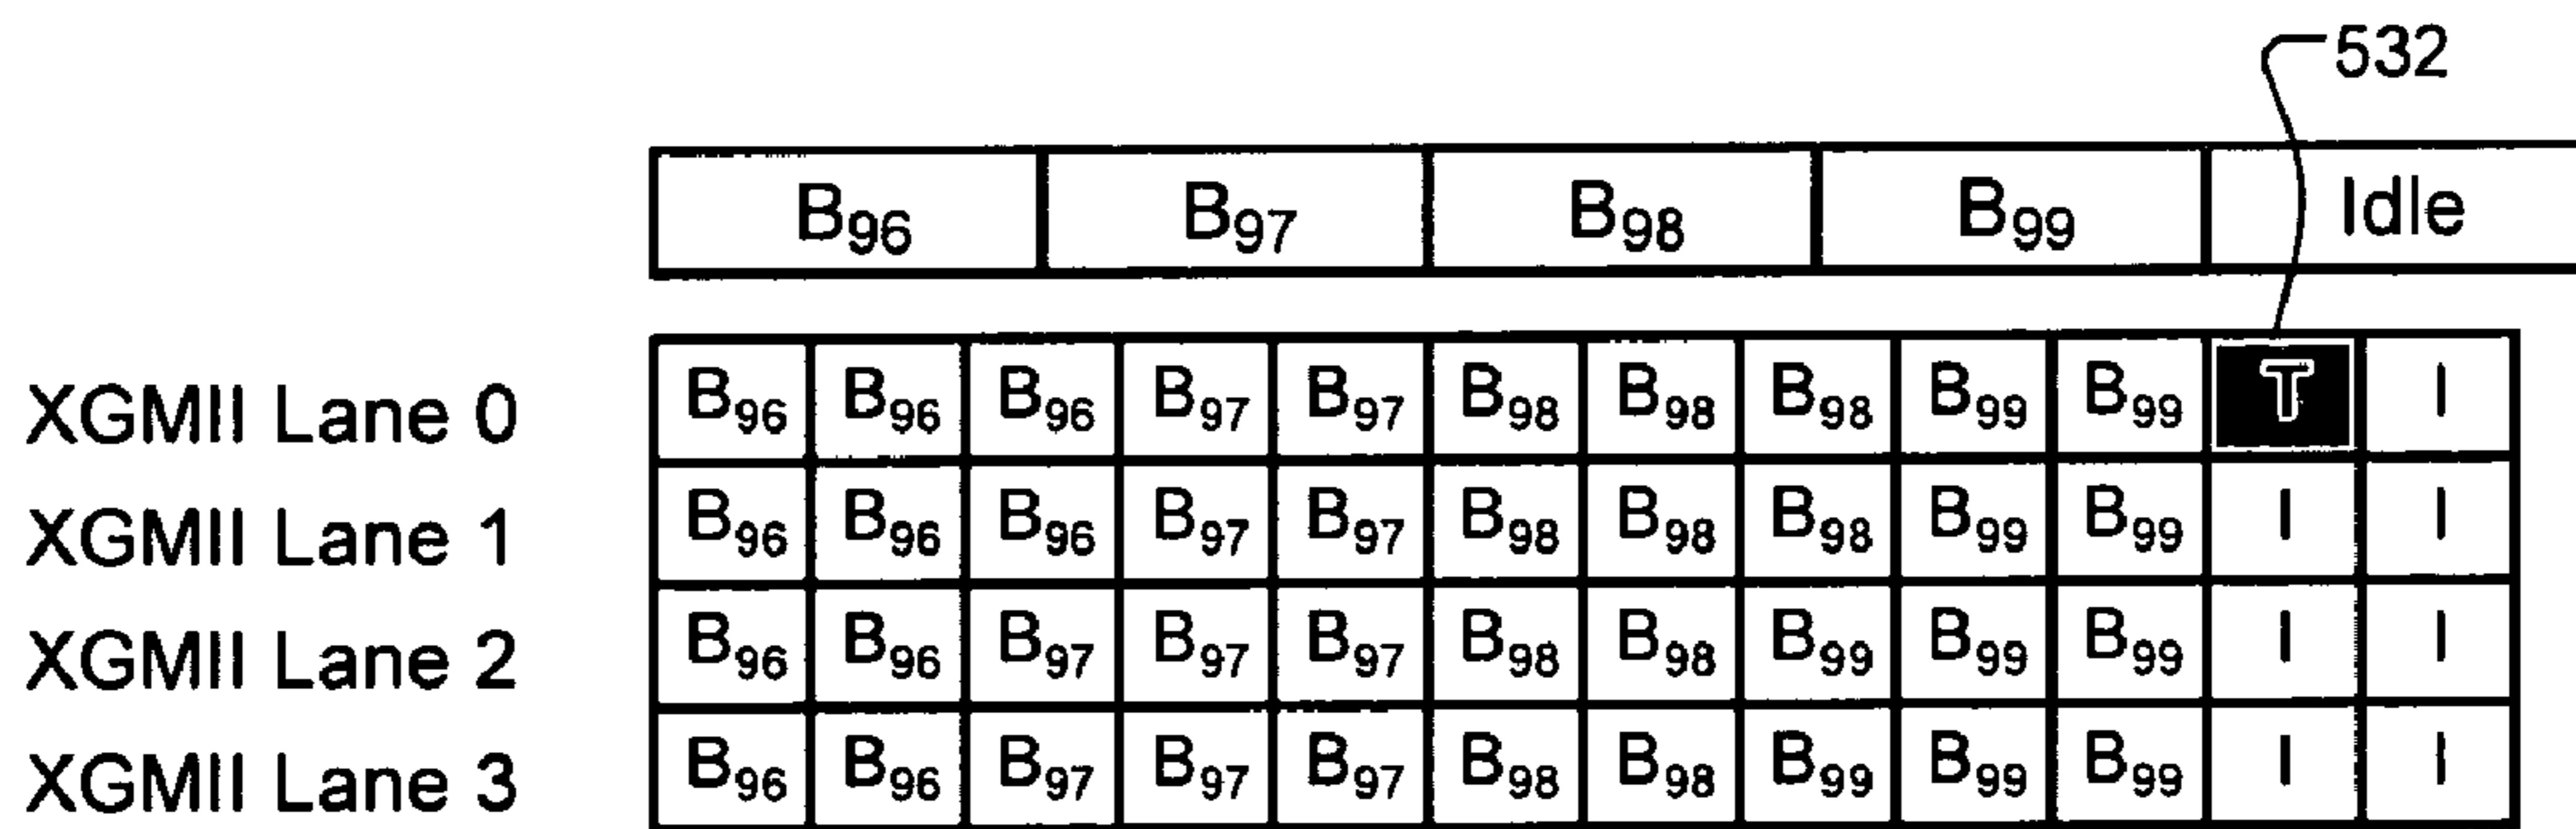 532
B96 B97 B98 B99 Idle
XGMII Lane 0 B96 B96 B96 B97 B97 B98 B98 B98 B99 B99 T I
XGMII Lane 1 B96 B96 B96 B97 B97 B98 B98 B98 B99 B99 I I
XGMII Lane 2 B96 B96 B97 B97 B97 B98 B98 B99 B99 B99 I I
XGMII Lane 3 B96 B96 B97 B97 B97 B98 B98 B99 B99 B99 I I